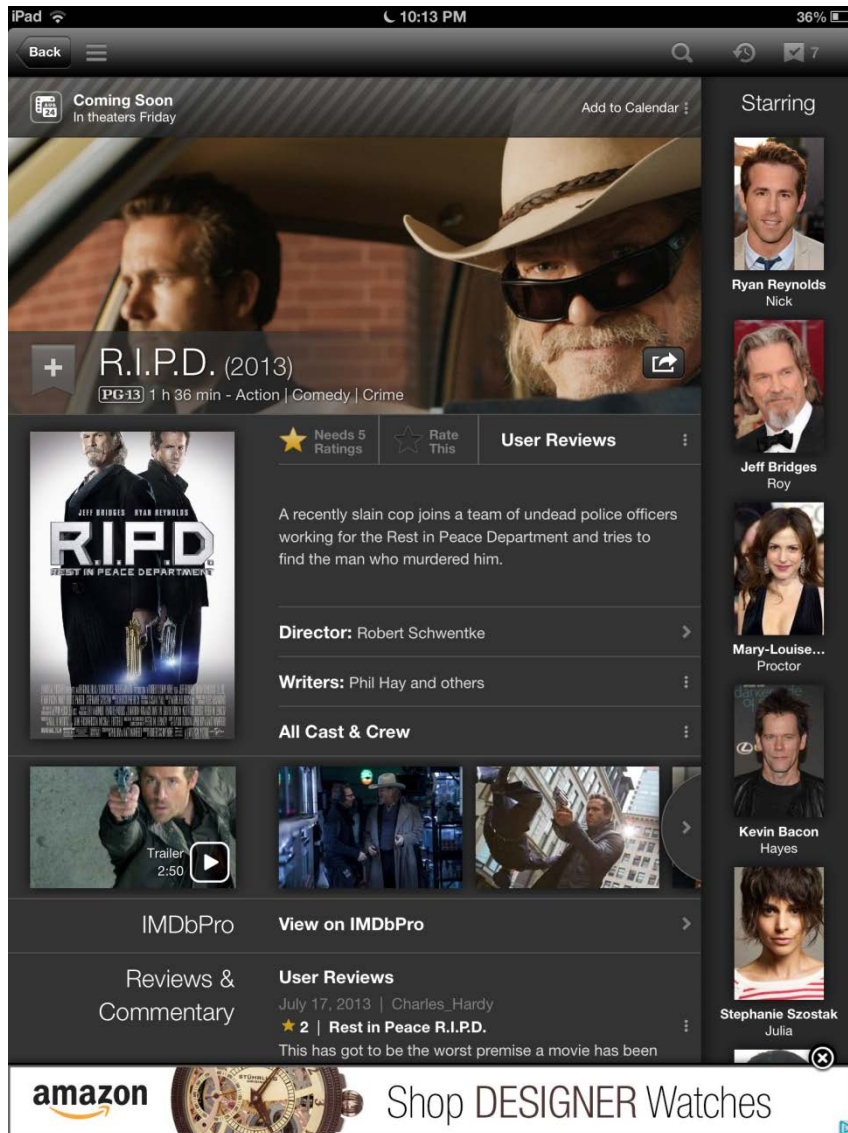 iPad
10:13 PM
36%
Back
7
Coming Soon
In theaters Friday
Add to Calendar
AUG
24
R.I.P.D. (2013)
PG-13 1 h 36 min - Action | Comedy | Crime
JEFF BRIDGES RYAN REYNOLDS
R.I.P.D.
REST IN PEACE DEPARTMENT
Needs 5
Ratings
Rate
This
User Reviews
A recently slain cop joins a team of undead police officers
working for the Rest in Peace Department and tries to
find the man who murdered him.
Director: Robert Schwentke
Writers: Phil Hay and others
All Cast & Crew
Trailer
2:50
IMDbPro
View on IMDbPro
Reviews &
Commentary
User Reviews
July 17, 2013 | Charles_Hardy
2 | Rest in Peace R.I.P.D.
This has got to be the worst premise a movie has been
Starring
Ryan Reynolds
Nick
Jeff Bridges
Roy
Mary-Louise...
Proctor
Kevin Bacon
Hayes
Stephanie Szostak
Julia
amazon
STÜHRLING
Shop DESIGNER Watches